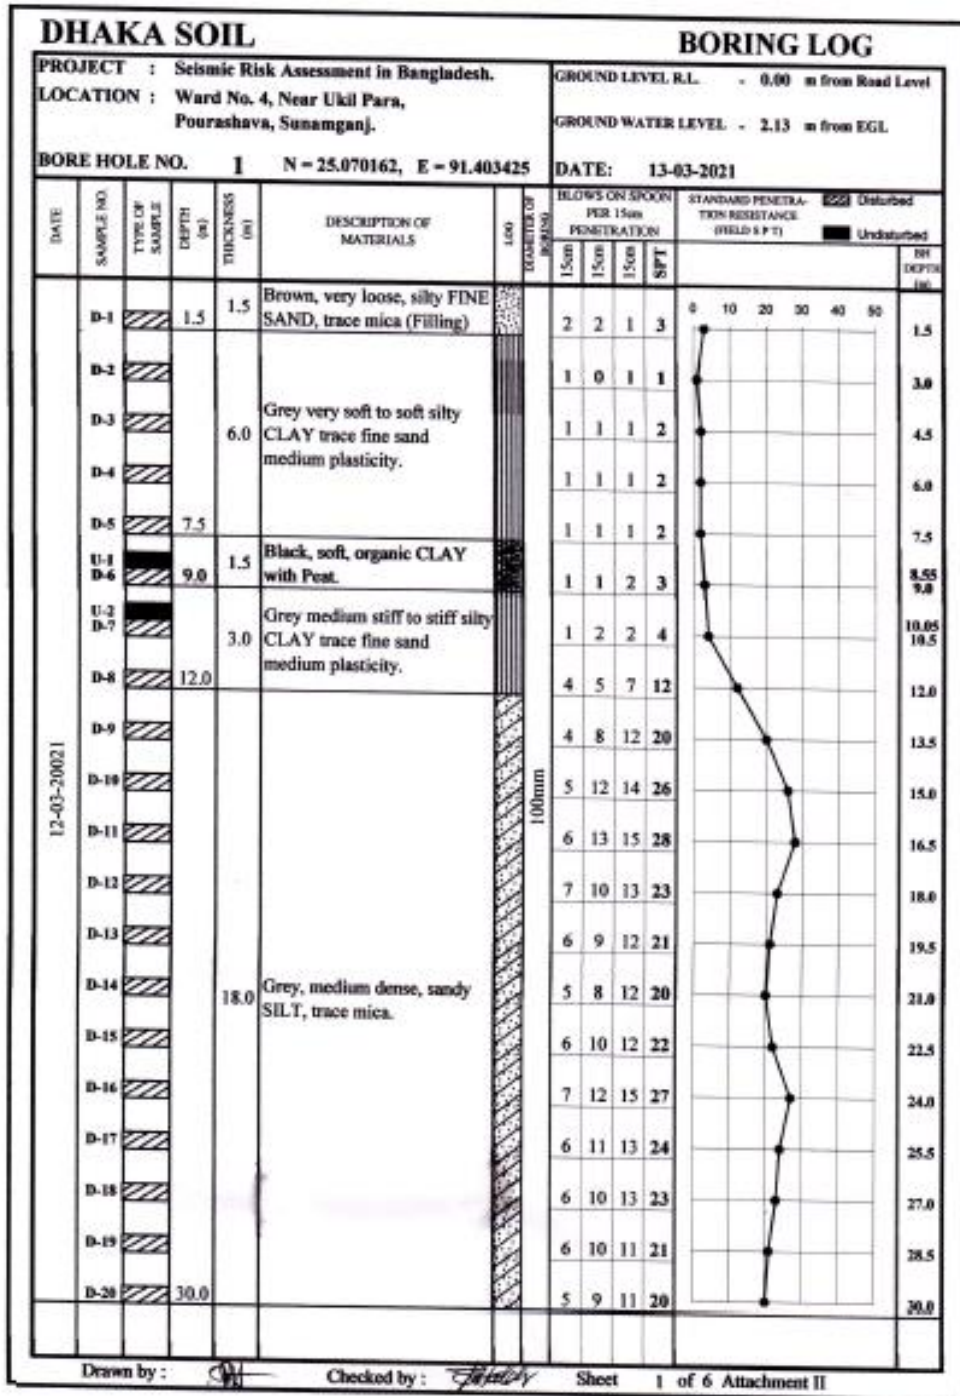 DHAKA SOIL
BORING LOG
PROJECT : Seismic Risk Assessment in Bangladesh.
LOCATION : Ward No. 4, Near Ukil Para,
Pourashava, Sunamganj.
GROUND LEVEL R.L. - 0.00 m from Road Level
GROUND WATER LEVEL - 2.13 m from EGL
BORE HOLE NO. 1 N = 25.070162, E = 91.403425
DATE: 13-03-2021
DATE
SAMPLE NO.
TYPE OF SAMPLE
DEPTH (m)
THICKNESS (m)
DESCRIPTION OF MATERIALS
LOG
DIAMETER OF BORING
BLOWS ON SPOON PER 15cm PENETRATION
15cm 15cm 15cm SPT
STANDARD PENETRA-
TION RESISTANCE
(FIELD S P T)
Disturbed
Undisturbed
BH DEPTH (m)
0 10 20 30 40 50
12-03-20021
100mm
D-1 1.5 1.5 Brown, very loose, silty FINE
SAND, trace mica (Filling) 2 2 1 3 1.5
D-2 1 0 1 1 3.0
D-3 6.0 Grey very soft to soft silty
CLAY trace fine sand
medium plasticity. 1 1 1 2 4.5
D-4 1 1 1 2 6.0
D-5 7.5 1 1 1 2 7.5
U-1 1.5 Black, soft, organic CLAY 8.55
D-6 9.0 with Peat. 1 1 2 3 9.0
U-2 Grey medium stiff to stiff silty 10.05
D-7 3.0 CLAY trace fine sand 1 2 2 4 10.5
medium plasticity.
D-8 12.0 4 5 7 12 12.0
D-9 4 8 12 20 13.5
D-10 5 12 14 26 15.0
D-11 6 13 15 28 16.5
D-12 7 10 13 23 18.0
D-13 6 9 12 21 19.5
D-14 18.0 Grey, medium dense, sandy
SILT, trace mica. 5 8 12 20 21.0
D-15 6 10 12 22 22.5
D-16 7 12 15 27 24.0
D-17 6 11 13 24 25.5
D-18 6 10 13 23 27.0
D-19 6 10 11 21 28.5
D-20 30.0 5 9 11 20 30.0
Drawn by : Checked by : Sheet 1 of 6 Attachment II